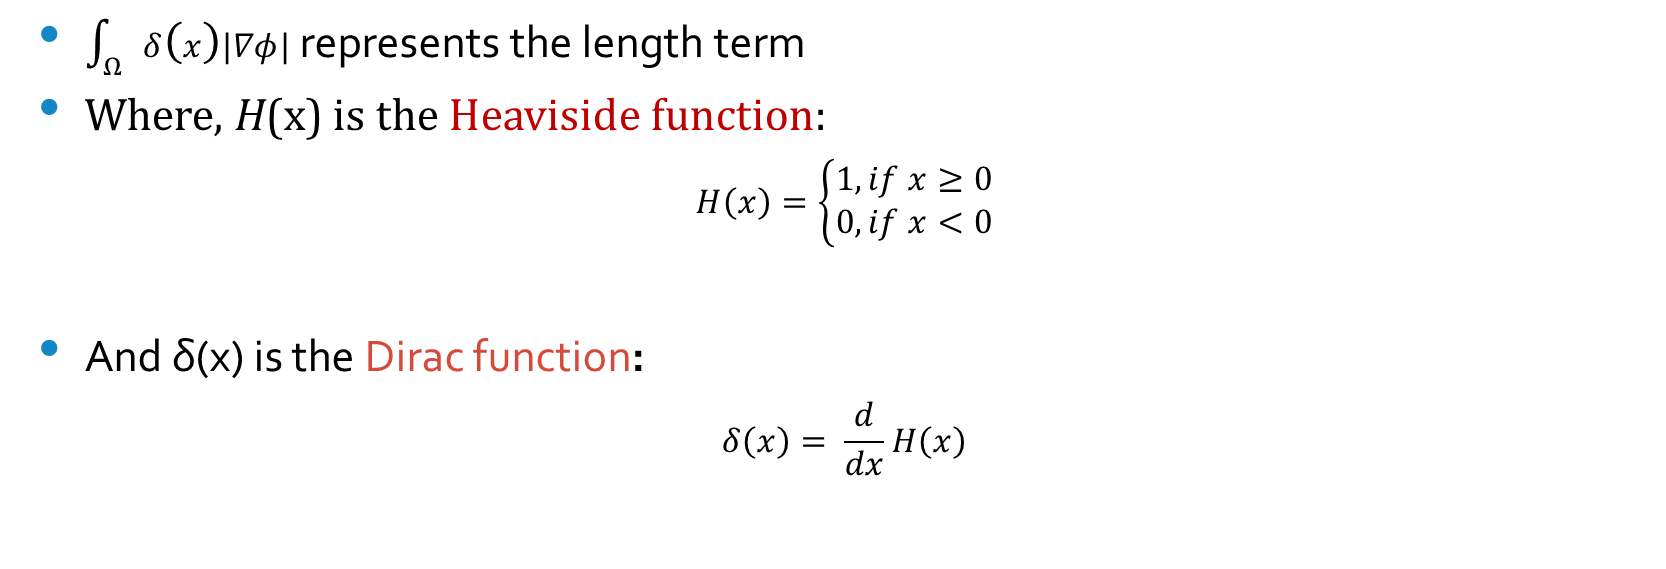 • ∫_Ω δ(x)|∇ϕ| represents the length term
• Where, H(x) is the Heaviside function:
H(x) = {1, if x ≥ 0
0, if x < 0
• And δ(x) is the Dirac function:
δ(x) = d/dx H(x)